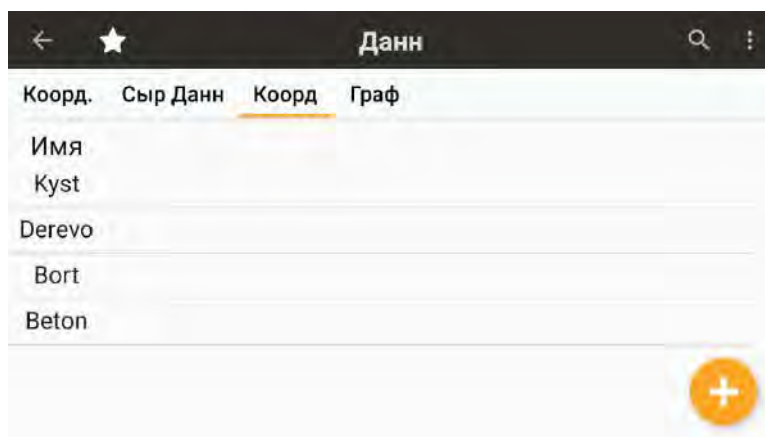 Данн
Коорд. Сыр Данн Коорд Граф
Имя
Kyst
Derevo
Bort
Beton